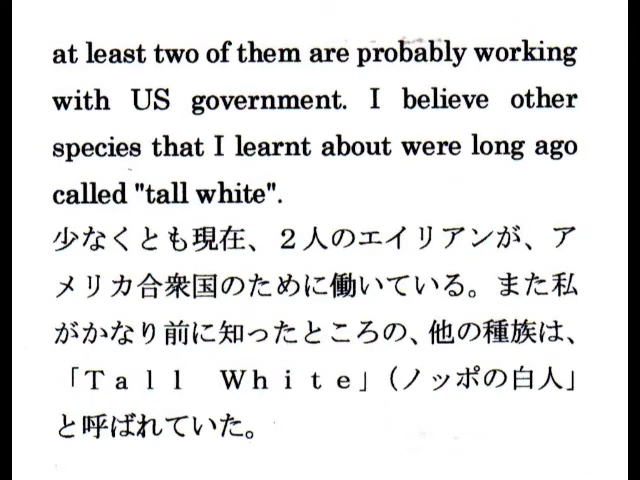 at least two of them are probably working
with US government. I believe other
species that I learnt about were long ago
called "tall white".
少なくとも現在、２人のエイリアンが、ア
メリカ合衆国のために働いている。また私
がかなり前に知ったところの、他の種族は、
「Ｔａｌｌ　Ｗｈｉｔｅ」（ノッポの白人」
と呼ばれていた。